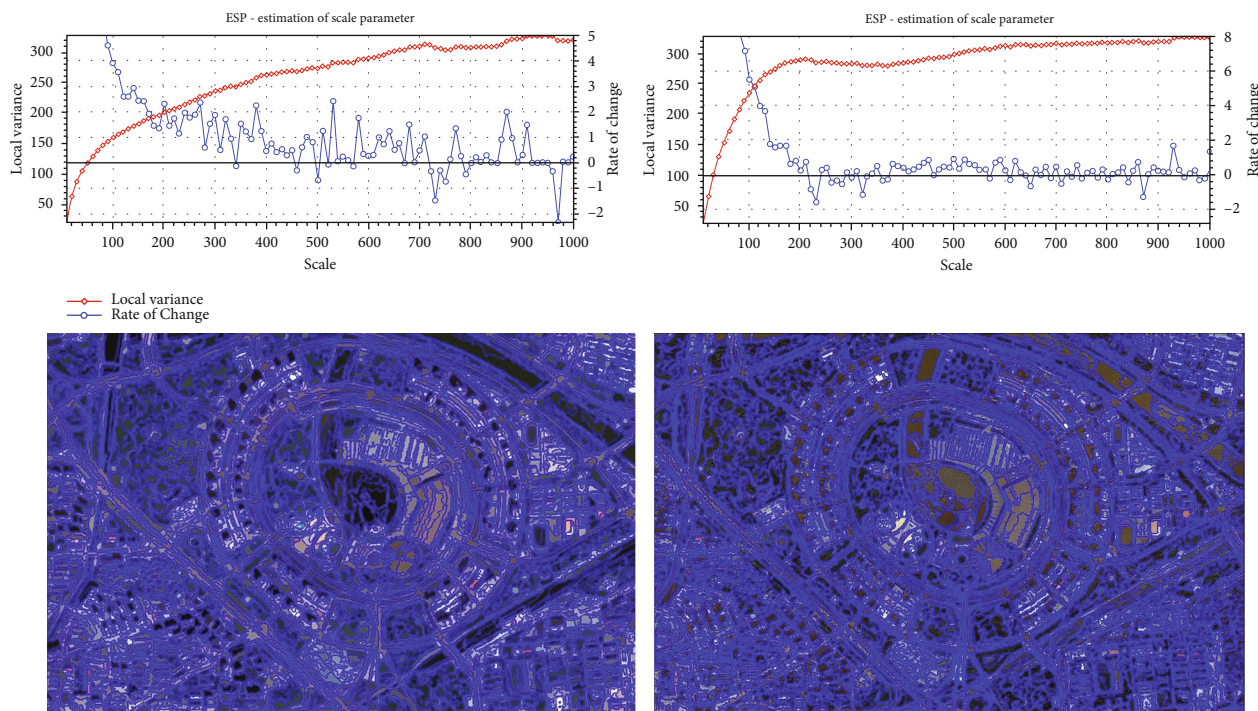 ESP - estimation of scale parameter
Local variance
300
250
200
150
100
50
5
4
3
2
1
0
−1
−2
Rate of change
100 200 300 400 500 600 700 800 900 1000
Scale
ESP - estimation of scale parameter
Local variance
300
250
200
150
100
50
8
6
4
2
0
−2
Rate of change
100 200 300 400 500 600 700 800 900 1000
Scale
Local variance
Rate of Change